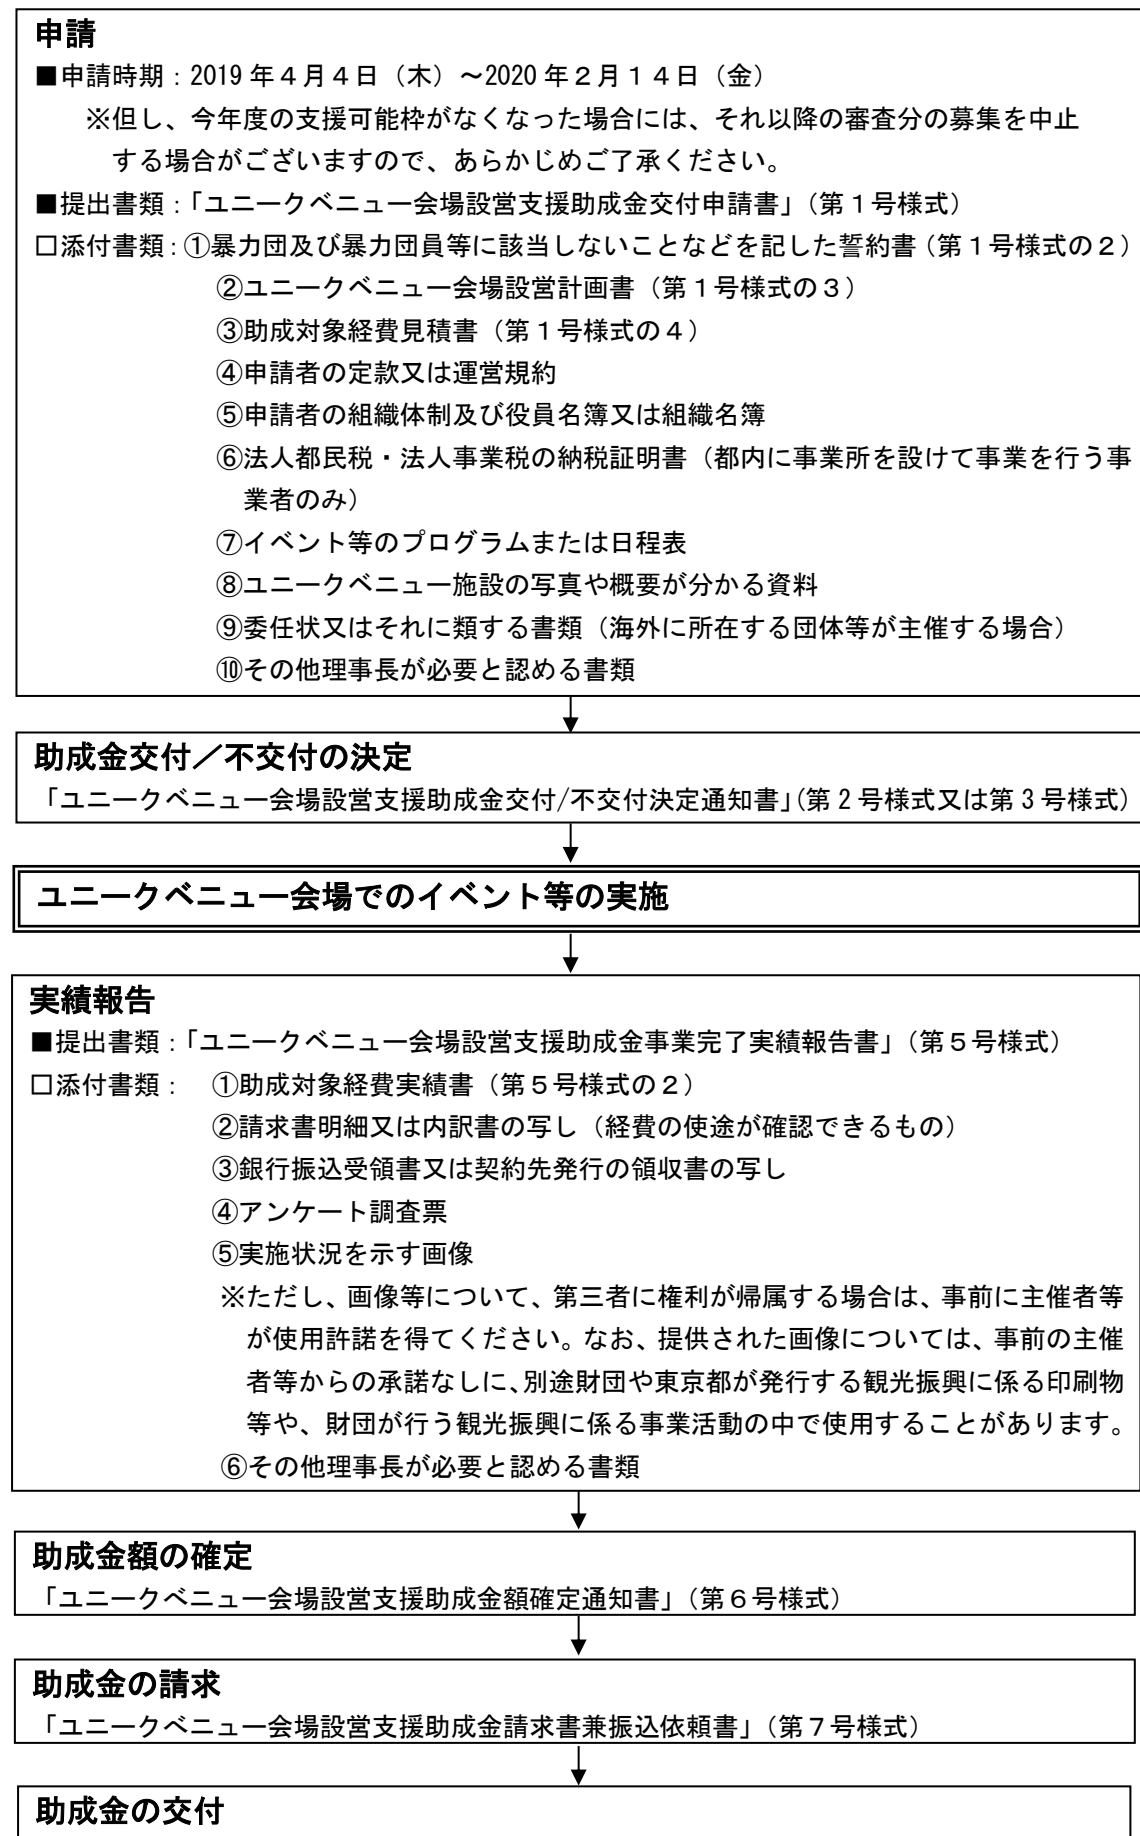 申請
■申請時期：2019年４月４日（木）～2020年２月１４日（金）
※但し、今年度の支援可能枠がなくなった場合には、それ以降の審査分の募集を中止
する場合がございますので、あらかじめご了承ください。
■提出書類：「ユニークベニュー会場設営支援助成金交付申請書」（第１号様式）
□添付書類：①暴力団及び暴力団員等に該当しないことなどを記した誓約書（第１号様式の２）
②ユニークベニュー会場設営計画書（第１号様式の３）
③助成対象経費見積書（第１号様式の４）
④申請者の定款又は運営規約
⑤申請者の組織体制及び役員名簿又は組織名簿
⑥法人都民税・法人事業税の納税証明書（都内に事業所を設けて事業を行う事
業者のみ）
⑦イベント等のプログラムまたは日程表
⑧ユニークベニュー施設の写真や概要が分かる資料
⑨委任状又はそれに類する書類（海外に所在する団体等が主催する場合）
⑩その他理事長が必要と認める書類
助成金交付／不交付の決定
「ユニークベニュー会場設営支援助成金交付/不交付決定通知書」（第２号様式又は第３号様式）
ユニークベニュー会場でのイベント等の実施
実績報告
■提出書類：「ユニークベニュー会場設営支援助成金事業完了実績報告書」（第５号様式）
□添付書類：　①助成対象経費実績書（第５号様式の２）
②請求書明細又は内訳書の写し（経費の使途が確認できるもの）
③銀行振込受領書又は契約先発行の領収書の写し
④アンケート調査票
⑤実施状況を示す画像
※ただし、画像等について、第三者に権利が帰属する場合は、事前に主催者等
が使用許諾を得てください。なお、提供された画像については、事前の主催
者等からの承諾なしに、別途財団や東京都が発行する観光振興に係る印刷物
等や、財団が行う観光振興に係る事業活動の中で使用することがあります。
⑥その他理事長が必要と認める書類
助成金額の確定
「ユニークベニュー会場設営支援助成金額確定通知書」（第６号様式）
助成金の請求
「ユニークベニュー会場設営支援助成金請求書兼振込依頼書」（第７号様式）
助成金の交付